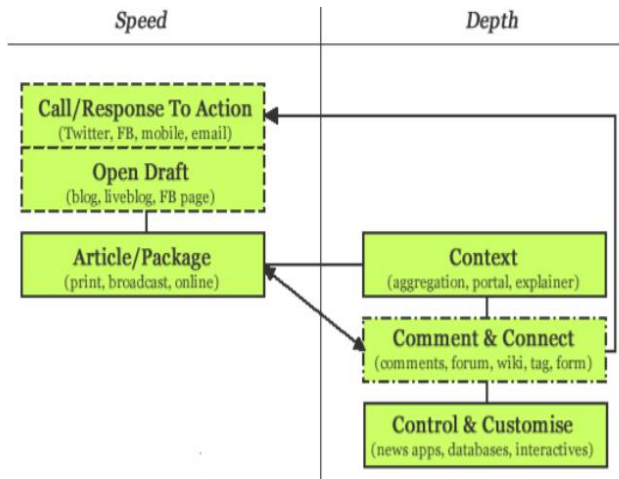 Speed
Depth
Call/Response To Action
(Twitter, FB, mobile, email)
Open Draft
(blog, liveblog, FB page)
Article/Package
(print, broadcast, online)
Context
(aggregation, portal, explainer)
Comment & Connect
(comments, forum, wiki, tag, form)
Control & Customise
(news apps, databases, interactives)